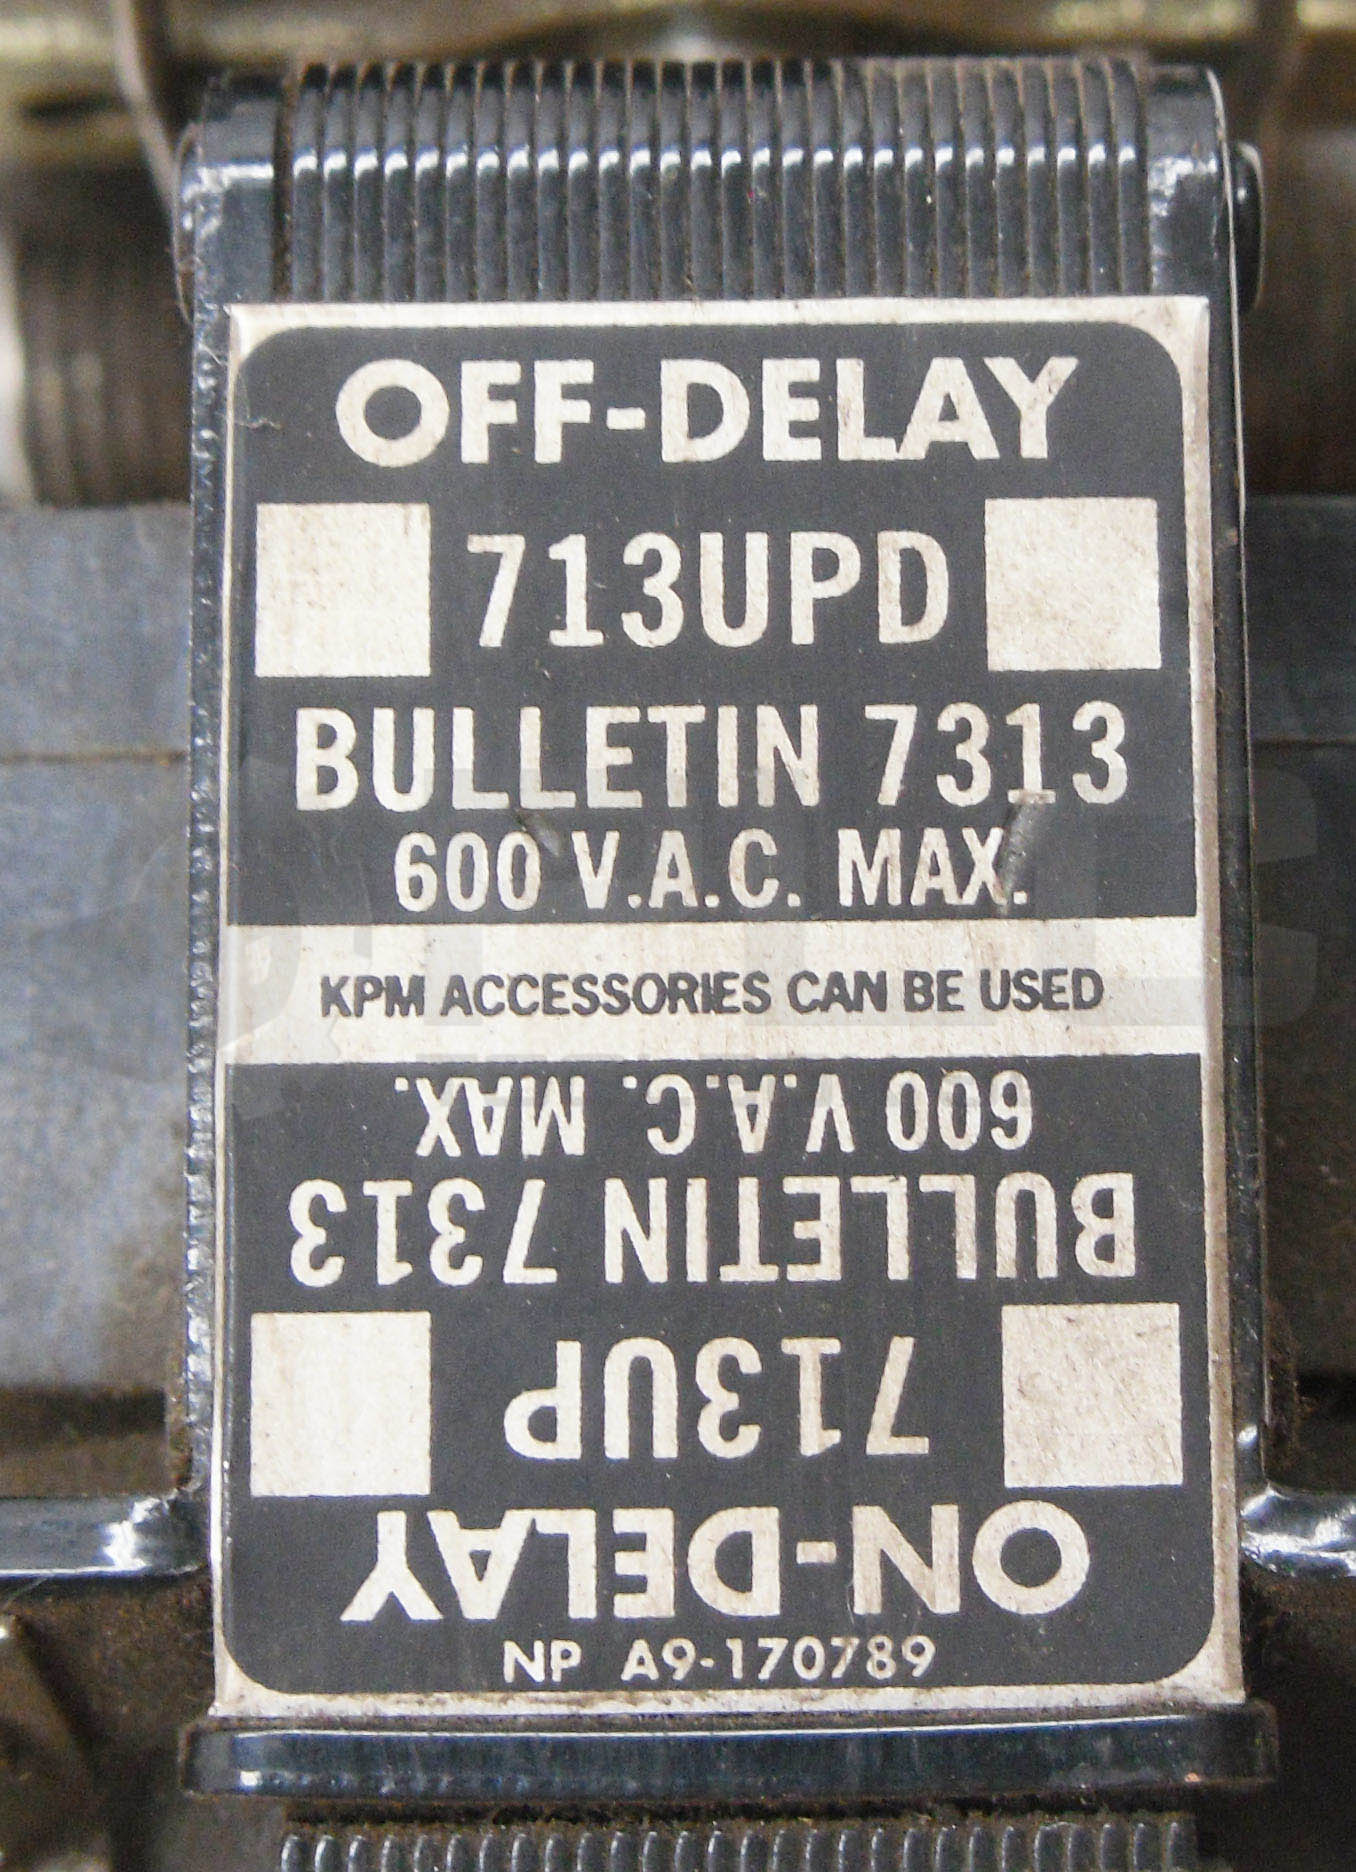 OFF-DELAY
713UPD
BULLETIN 7313
600 V.A.C. MAX.
KPM ACCESSORIES CAN BE USED
600 V.A.C. MAX.
BULLETIN 7313
713UP
ON-DELAY
NP A9-170789